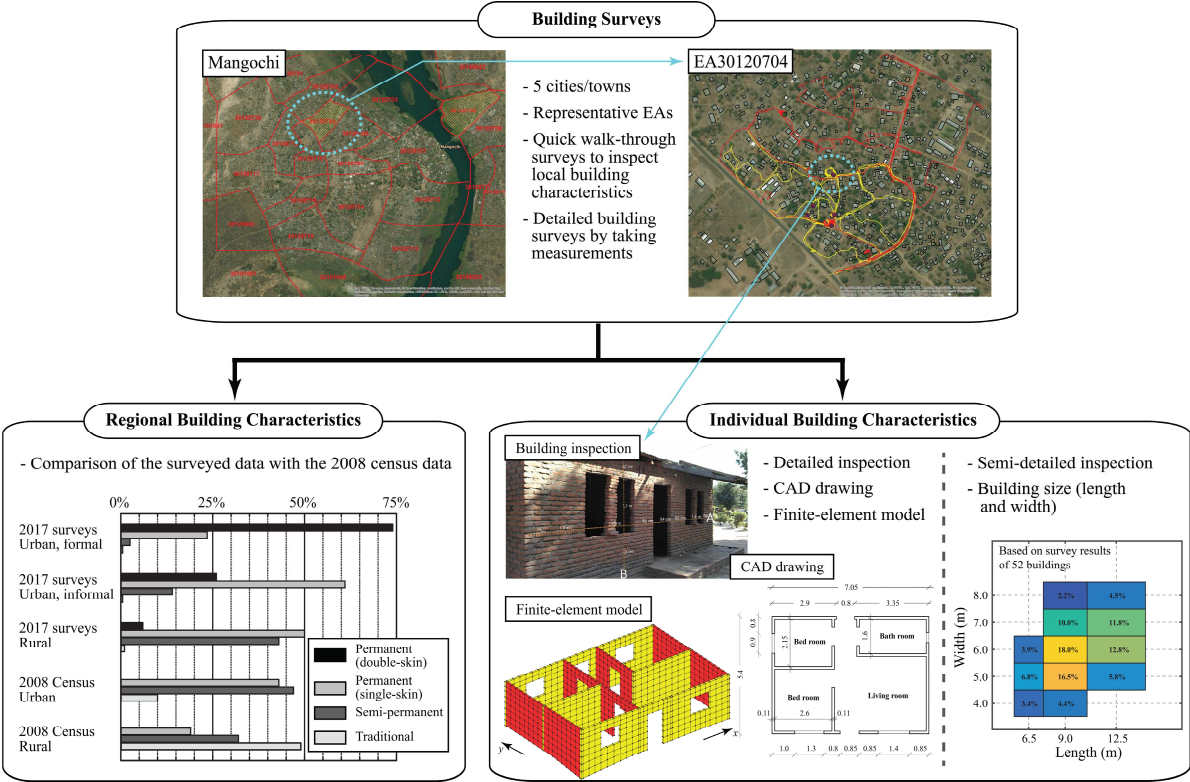 Building Surveys
Mangochi
EA30120704
- 5 cities/towns
- Representative EAs
- Quick walk-through
surveys to inspect
local building
characteristics
- Detailed building
surveys by taking
measurements
Mangochi
Regional Building Characteristics
- Comparison of the surveyed data with the 2008 census data
0%
25%
50%
75%
2017 surveys
Urban, formal
2017 surveys
Urban, informal
2017 surveys
Rural
2008 Census
Urban
2008 Census
Rural
Permanent
(double-skin)
Permanent
(single-skin)
Semi-permanent
Traditional
Individual Building Characteristics
Building inspection
A
B
- Detailed inspection
- CAD drawing
- Finite-element model
CAD drawing
7.05
2.9
0.8
3.35
0.8
0.9
5.4
2.15
1.6
Bed room
Bath room
Bed room
Living room
0.11
2.6
0.11
1.0
1.3
0.8
0.85
0.85
1.4
0.85
Finite-element model
y
x
- Semi-detailed inspection
- Building size (length
and width)
Based on survey results
of 52 buildings
Width (m)
8.0
7.0
6.0
5.0
4.0
2.2%
4.5%
10.0%
11.8%
3.9%
18.0%
12.8%
6.8%
16.5%
5.8%
3.4%
4.4%
6.5
9.0
12.5
Length (m)